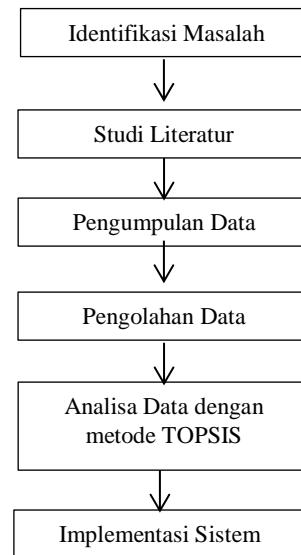 Identifikasi Masalah
Studi Literatur
Pengumpulan Data
Pengolahan Data
Analisa Data dengan
metode TOPSIS
Implementasi Sistem